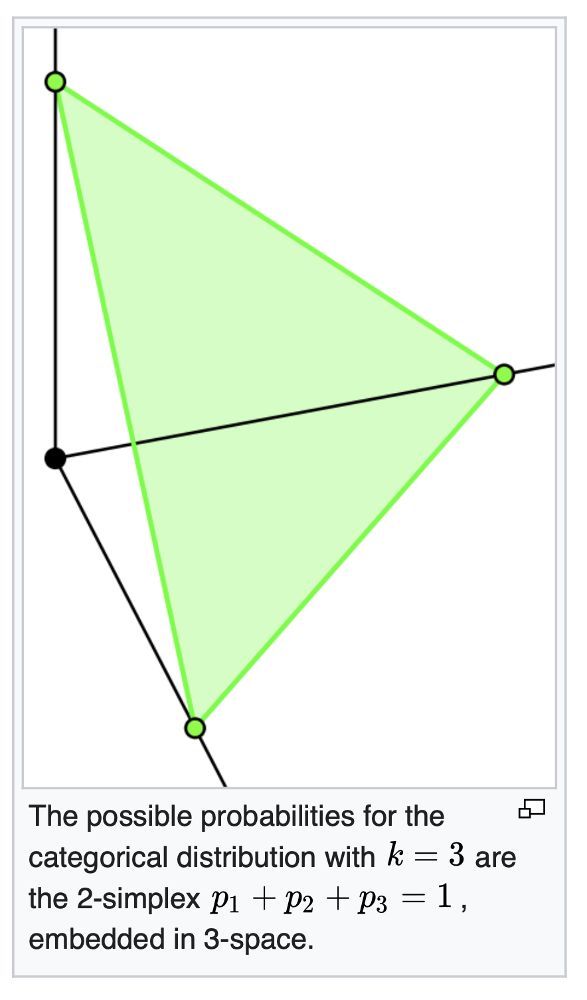 The possible probabilities for the
categorical distribution with k = 3 are
the 2-simplex p₁ + p₂ + p₃ = 1 ,
embedded in 3-space.